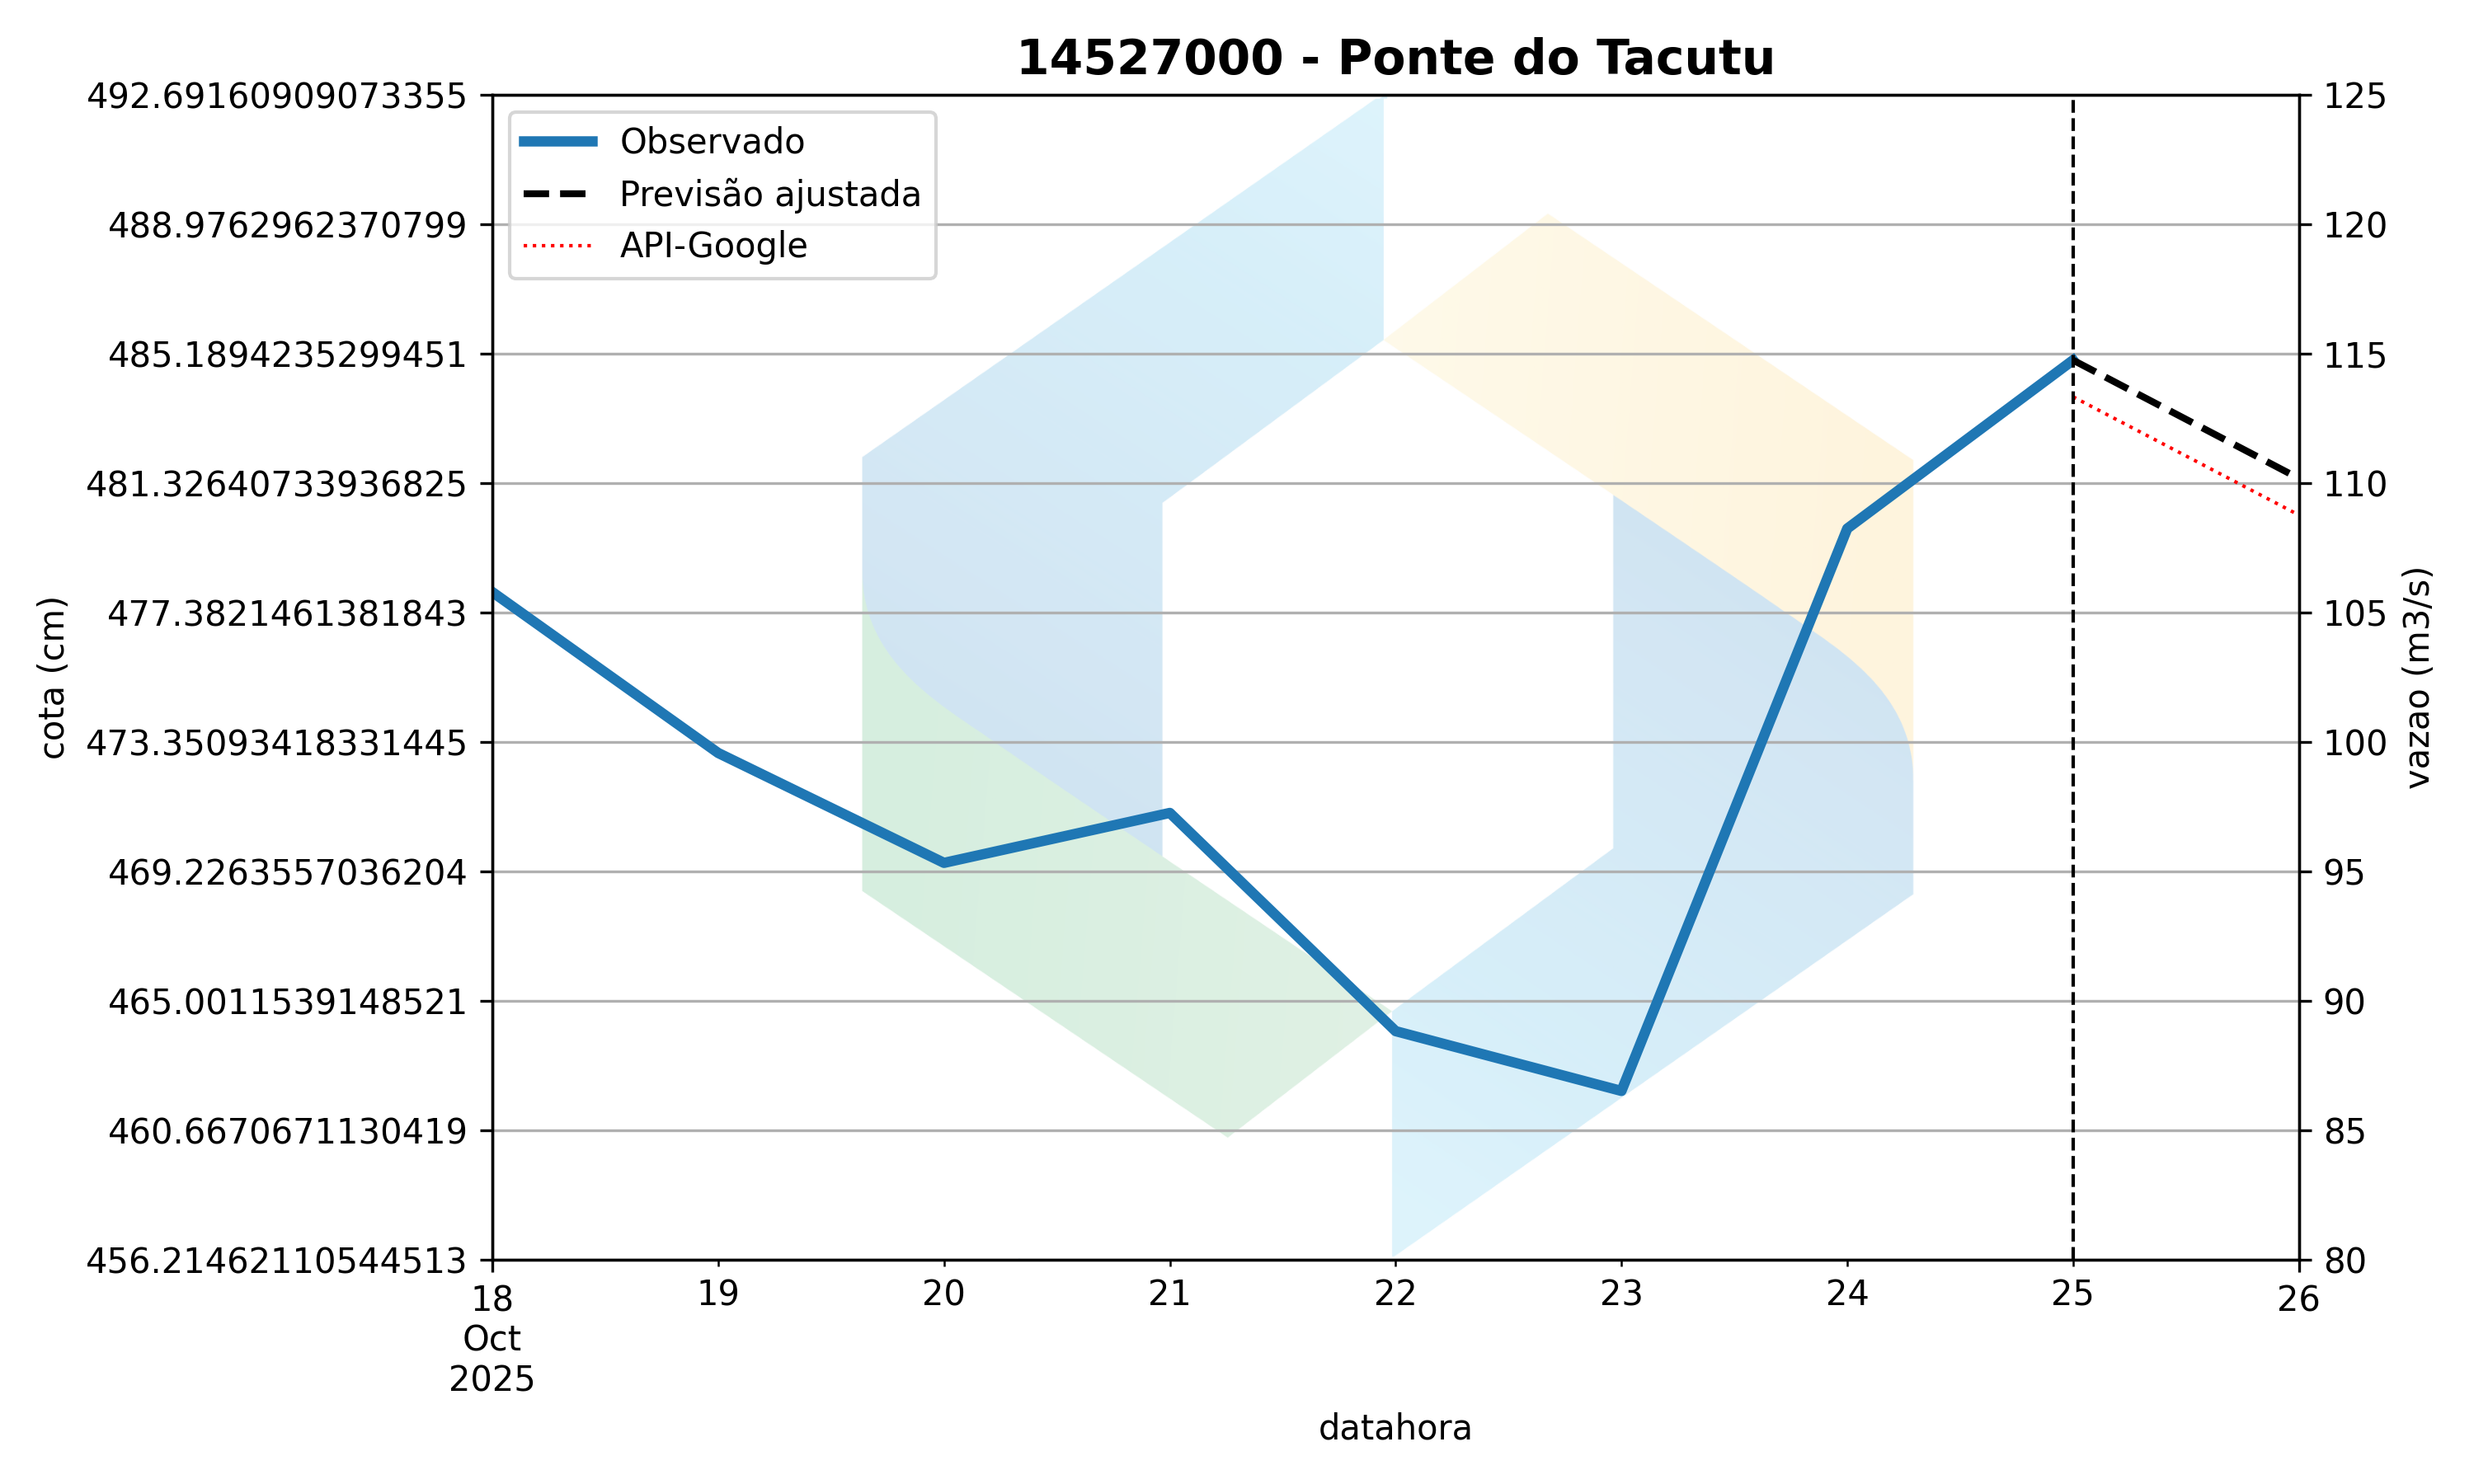 14527000 - Ponte do Tacutu
Observado
Previsão ajustada
API-Google
492.69160909073355
488.9762962370799
485.1894235299451
481.32640733936825
477.3821461381843
473.35093418331445
469.2263557036204
465.0011539148521
460.6670671130419
456.21462110544513
cota (cm)
125
120
115
110
105
100
95
90
85
80
vazao (m3/s)
18 19 20 21 22 23 24 25 26
Oct
2025
datahora